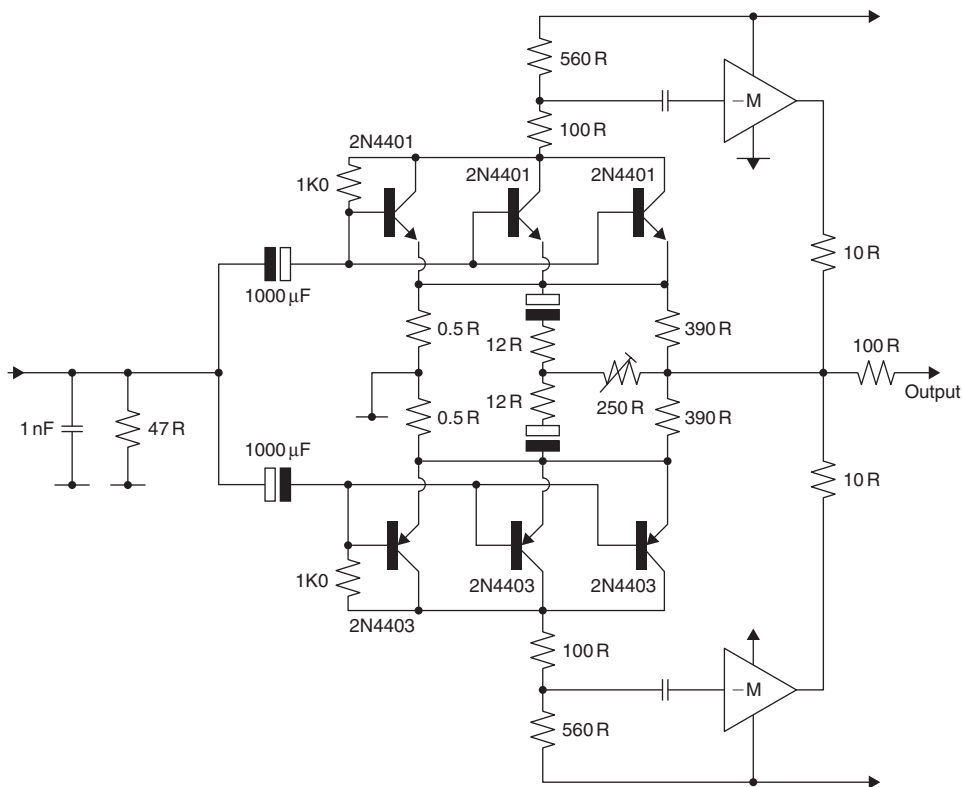 560 R
−M
100 R
2N4401
2N4401
2N4401
1K0
10 R
1000 µF
0.5 R
12 R
390 R
100 R
Output
250 R
1 nF
47 R
0.5 R
12 R
390 R
1000 µF
10 R
1K0
2N4403
2N4403
2N4403
100 R
−M
560 R